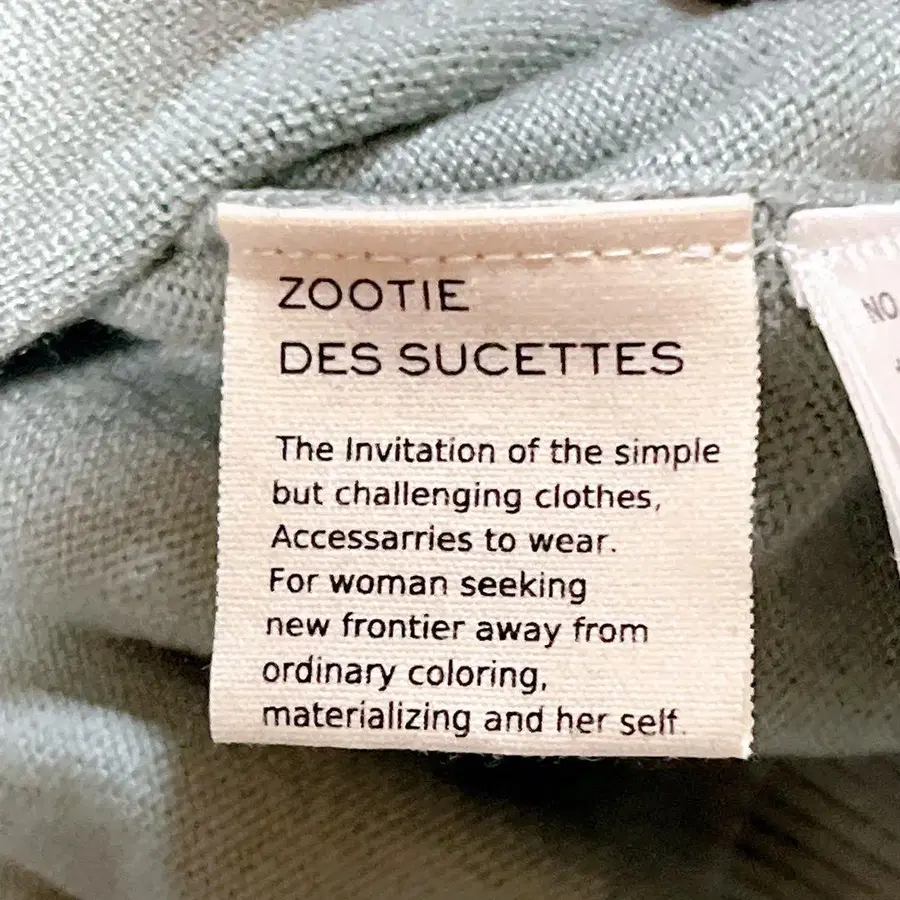 ZOOTIE
DES SUCETTES
The Invitation of the simple
but challenging clothes,
Accessarries to wear.
For woman seeking
new frontier away from
ordinary coloring,
materializing and her self.
NO